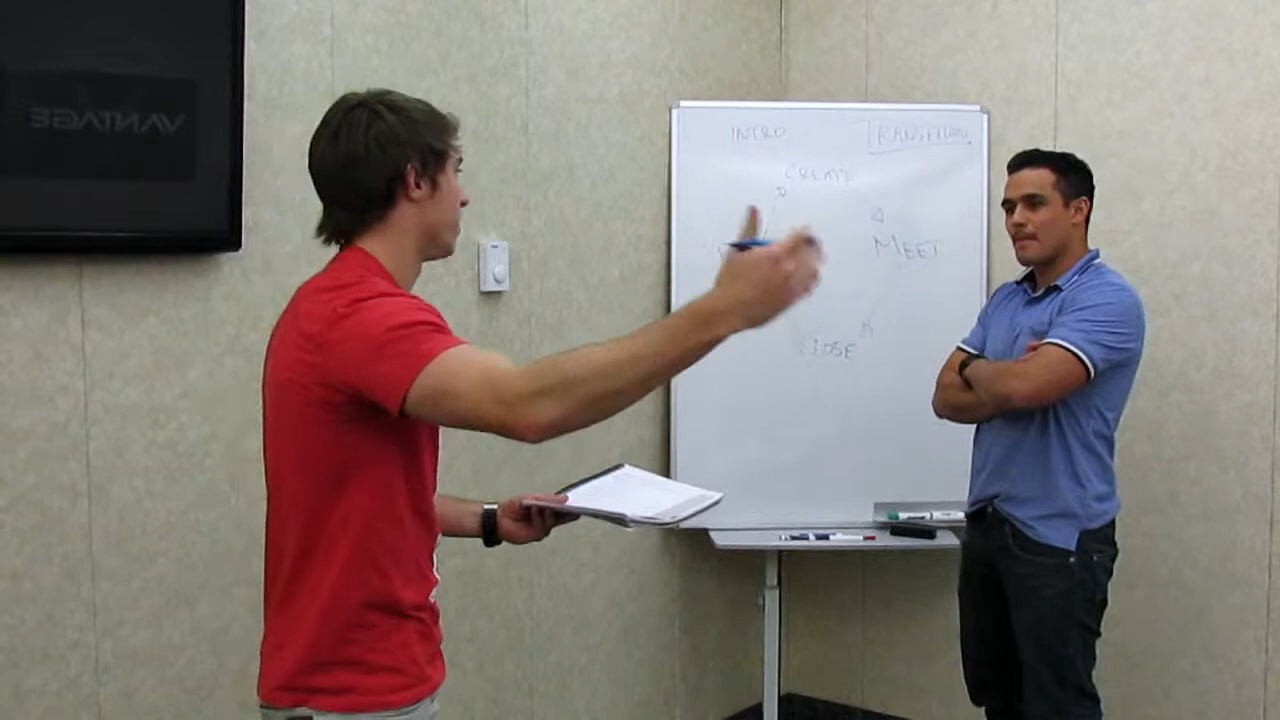 VANTAGE
INTRO
TRANSITION
CREATE
MEET
CLOSE